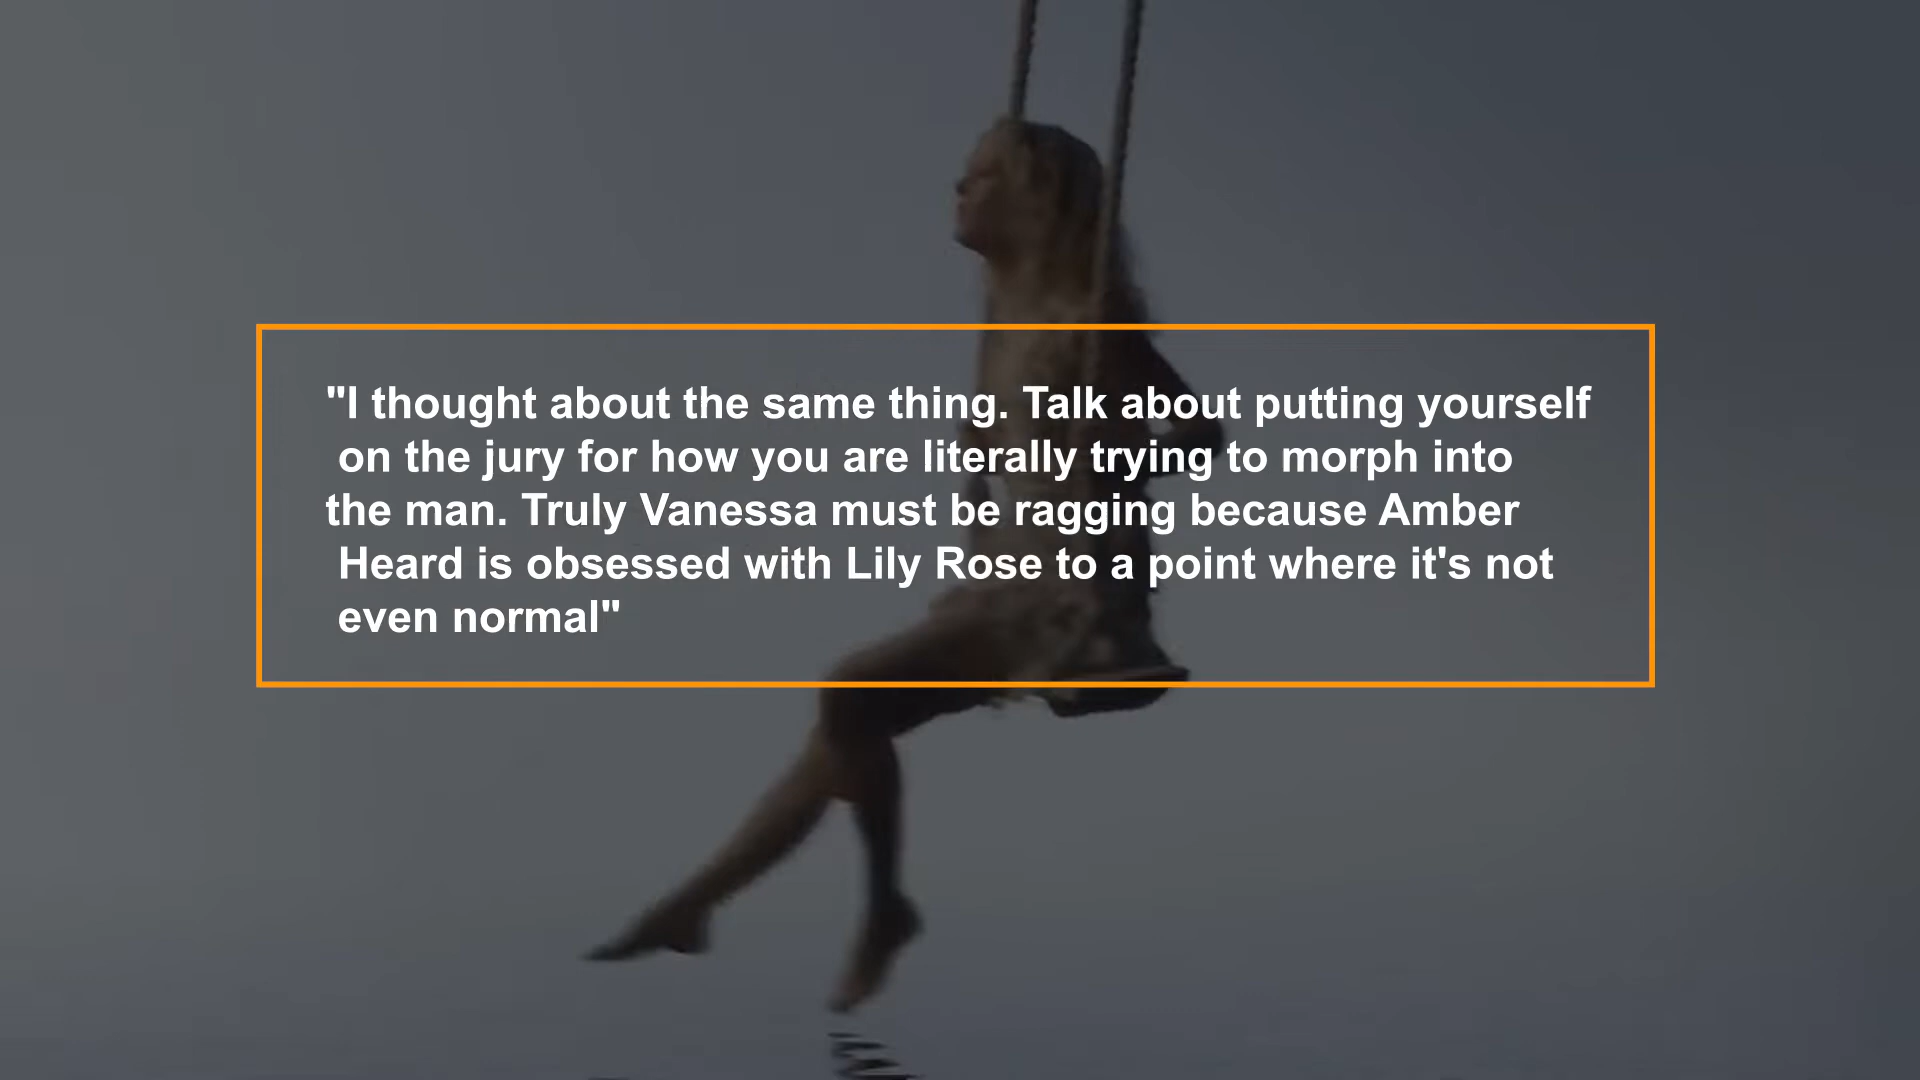 "I thought about the same thing. Talk about putting yourself
on the jury for how you are literally trying to morph into
the man. Truly Vanessa must be ragging because Amber
Heard is obsessed with Lily Rose to a point where it's not
even normal"